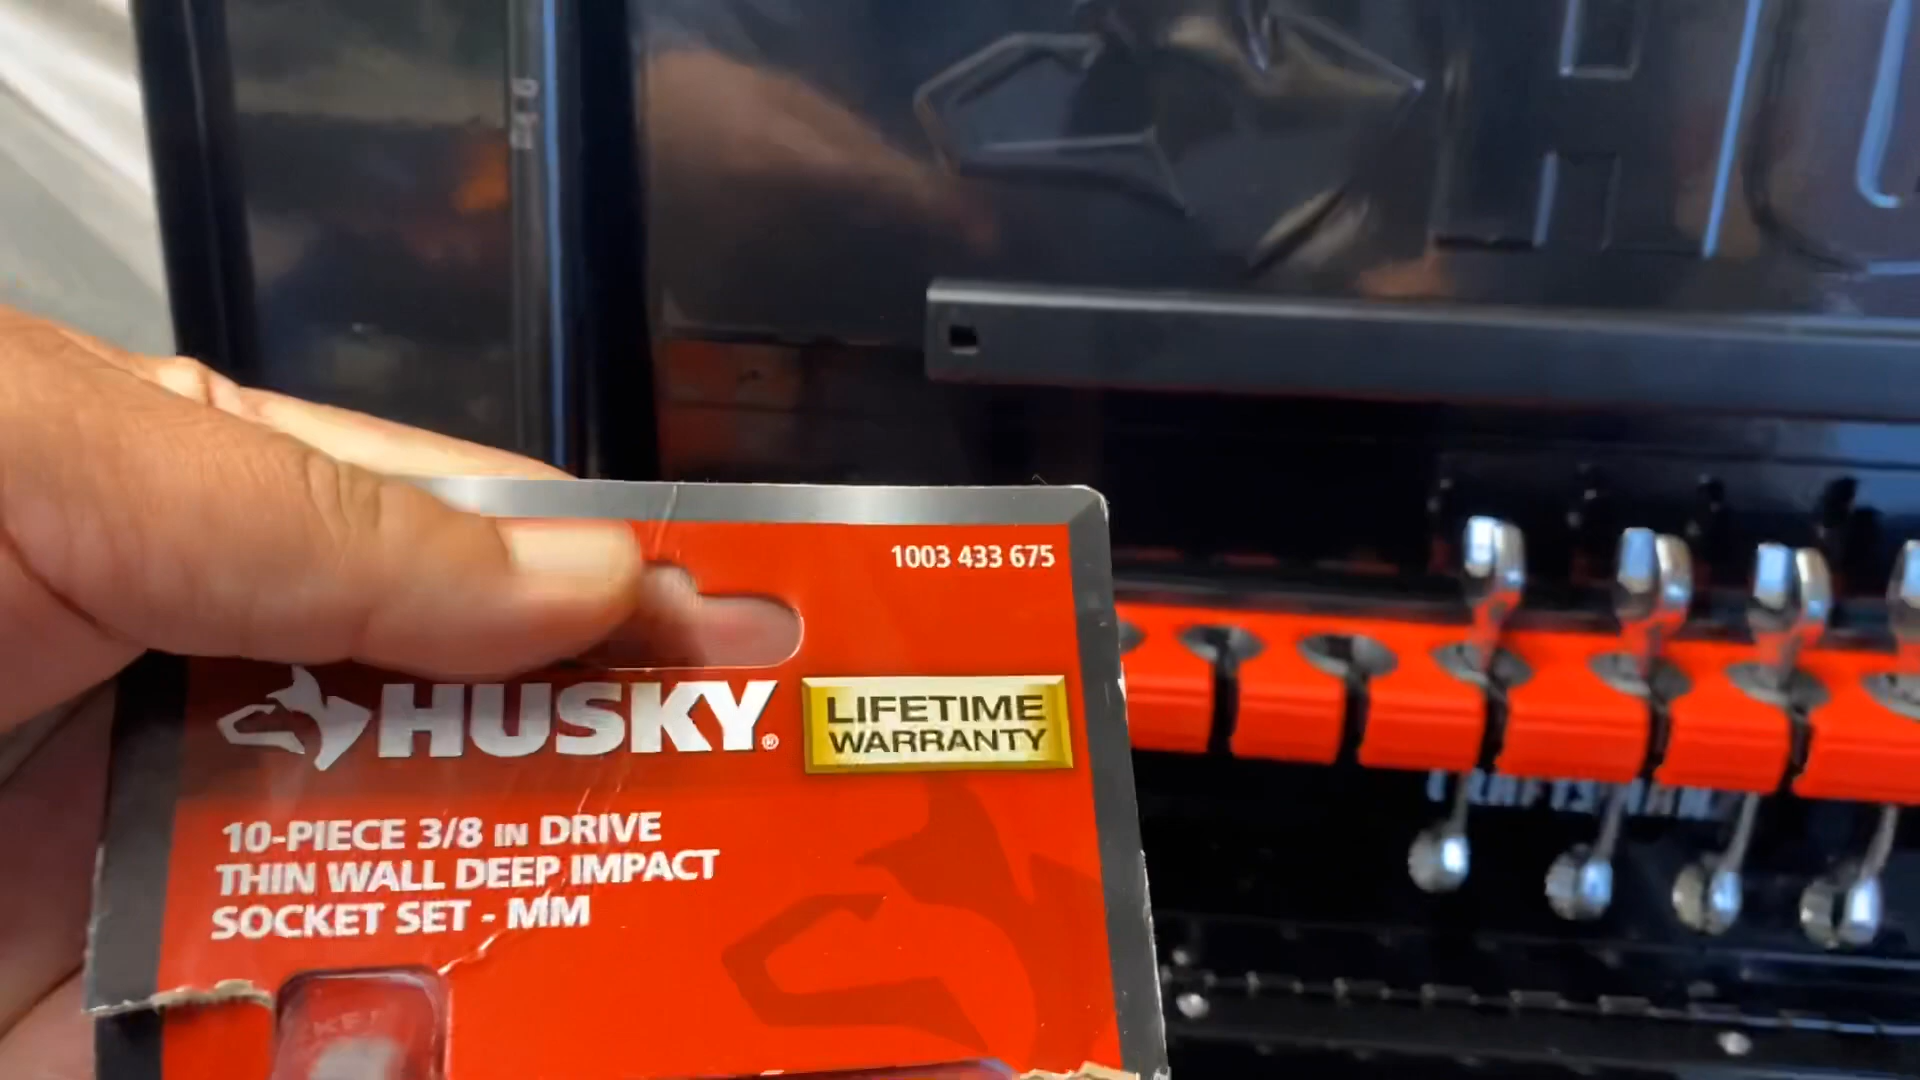 1003 433 675
HUSKY®
LIFETIME
WARRANTY
10-PIECE 3/8 IN DRIVE
THIN WALL DEEP IMPACT
SOCKET SET - MM
CRAFTSMAN